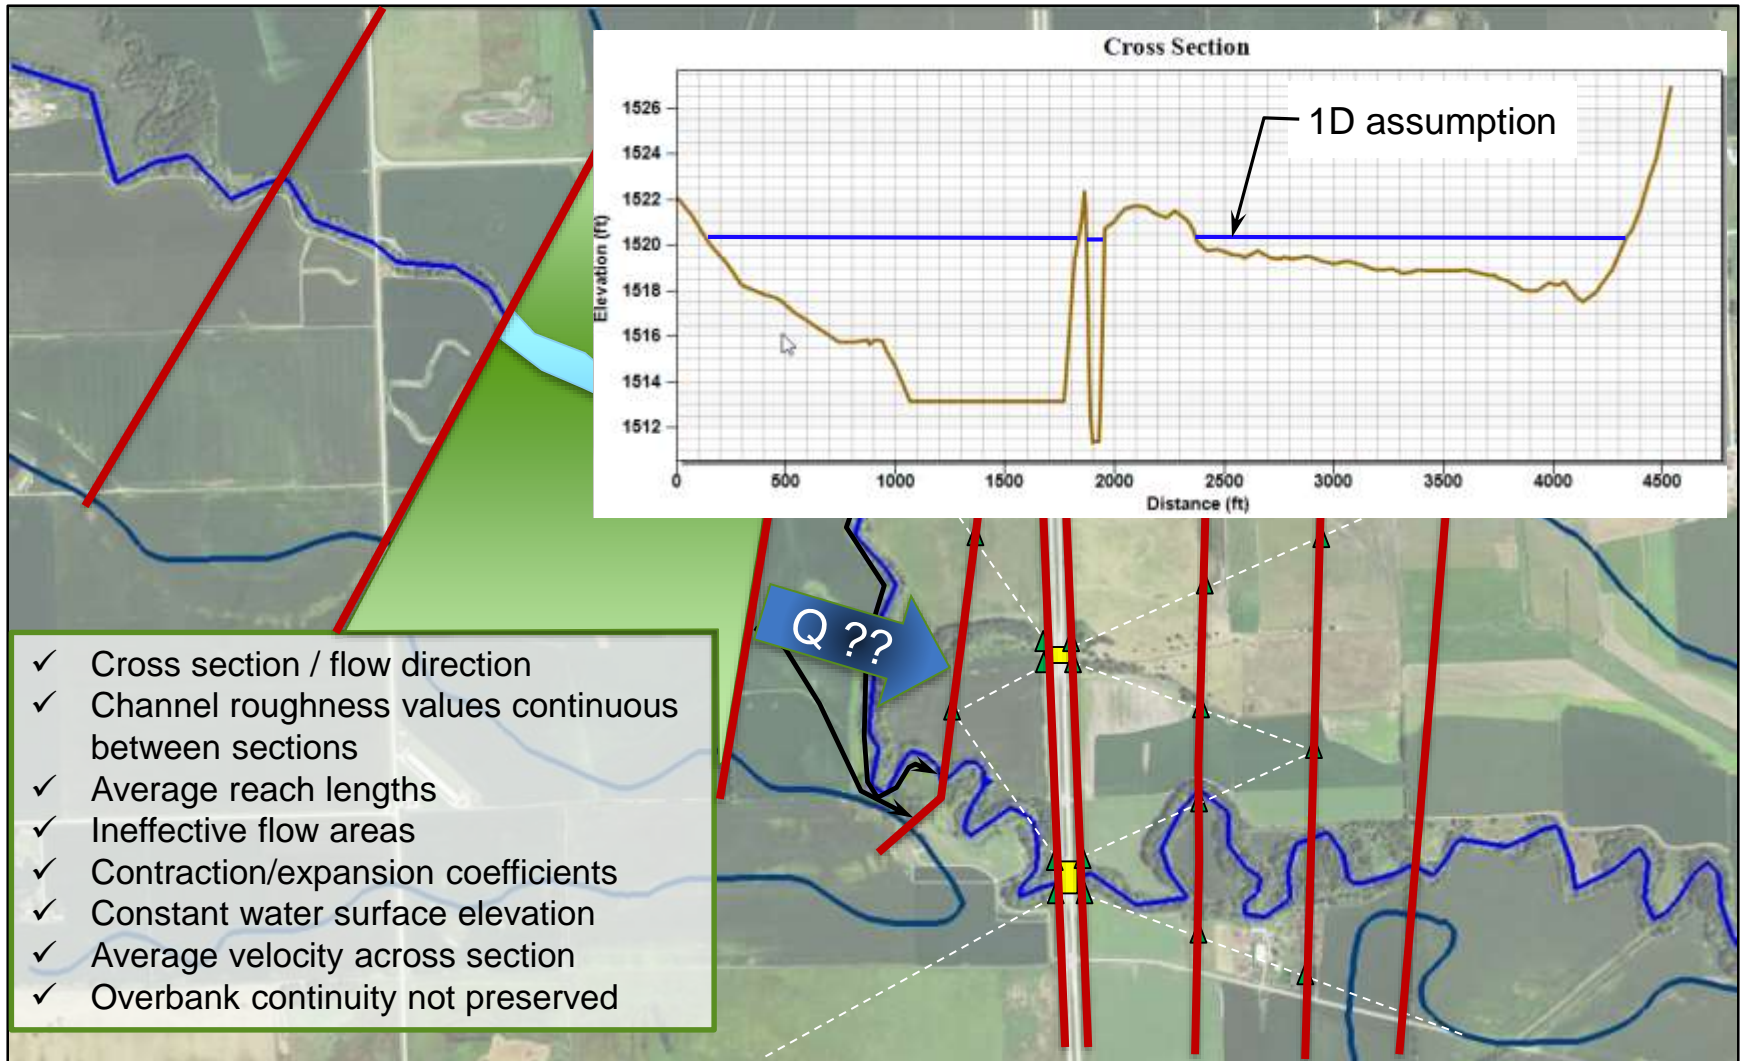 Cross Section
1D assumption
Elevation (ft)
1526
1524
1522
1520
1518
1516
1514
1512
0 500 1000 1500 2000 2500 3000 3500 4000 4500
Distance (ft)
Q ??
✓ Cross section / flow direction
✓ Channel roughness values continuous
between sections
✓ Average reach lengths
✓ Ineffective flow areas
✓ Contraction/expansion coefficients
✓ Constant water surface elevation
✓ Average velocity across section
✓ Overbank continuity not preserved